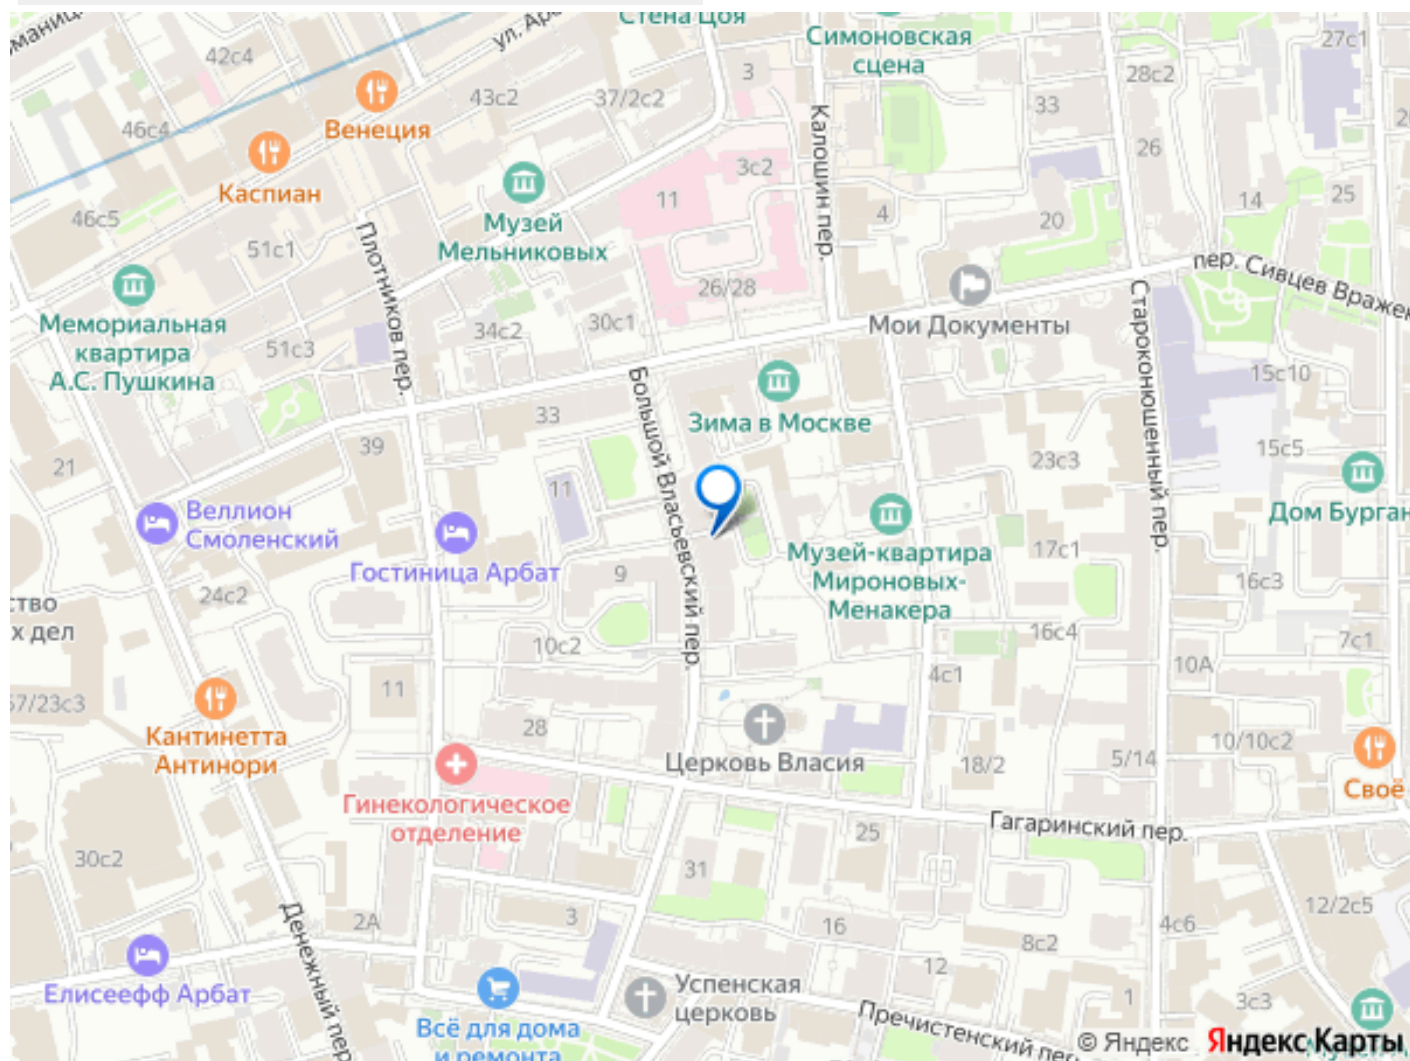 Стена Цоя
ул. Ар
Симоновская
сцена
27с1
42с4
28с2
3
43с2
37/2с2
33
46с4
Венеция
Калошин пер.
26
Каспиан
3с2
11
14
25
46с5
Музей
Мельниковых
4
20
51с1
Плотников пер.
пер. Сивцев Вражек
26/28
Мемориальная
квартира
А.С. Пушкина
34с2
30с1
Мои Документы
Староконюшенный пер.
51с3
15с10
Большой Власьевский пер.
Зима в Москве
33
39
21
23с3
15с5
11
Веллион
Смоленский
Дом Бурган
Гостиница Арбат
Музей-квартира
Мироновых-
Менакера
17с1
9
16с3
24с2
ство
х дел
10с2
16с4
7с1
4с1
10А
11
57/23с3
28
Кантинетта
Антинори
Церковь Власия
18/2
5/14
10/10с2
Своё
Гинекологическое
отделение
Гагаринский пер.
25
30с2
31
Денежный пер.
2А
3
16
12/2с5
4с6
8с2
12
Елисеефф Арбат
Успенская
церковь
1
3с3
Всё для дома
и ремонта
Пречистенский пер.
© Яндекс Яндекс Карты